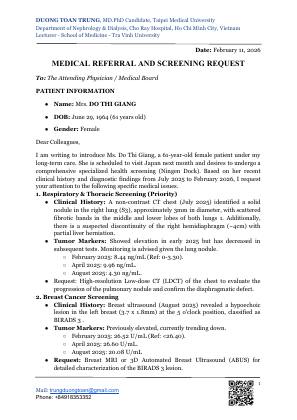 DUONG TOAN TRUNG, MD.PhD Candidate, Taipei Medical University
Department of Nephrology & Diabetic, Cho Ray Hospital, Ho Chi Minh City, Vietnam
Lecturer - School of Medicine - Tra Vinh University
Date: February 11, 2026
MEDICAL REFERRAL AND SCREENING REQUEST
To: The Attending Physician / Medical Board
PATIENT INFORMATION
● Name: Mrs. DO THI GIANG
● DOB: June 29, 1964 (61 years old)
● Gender: Female
Dear Colleagues,
I am writing to introduce Ms. Do Thi Giang, a 61-year-old female patient under my
long-term care. She is scheduled to visit Japan next month and desires to undergo a
comprehensive specialized health screening (Ningen Dock). Based on her recent
clinical history and diagnostic findings from July 2025 to February 2026, I request
your attention to the following specific medical issues.
1. Respiratory & Thoracic Screening (Priority)
● Clinical History: A non-contrast CT chest (July 2025) identified a solid
nodule in the right lung (S3), approximately 3mm in diameter, with scattered
fibrotic bands in the middle and lower lobes of both lungs 1. Additionally,
there is a suspected discontinuity of the right hemidiaphragm (~4cm) with
partial liver herniation.
● Tumor Markers: Showed elevation in early 2025 but has decreased in
subsequent tests. Monitoring is advised given the lung nodule.
○ February 2025: 8.44 ng/mL (Ref: 0-3.30).
○ April 2025: 9.96 ng/mL.
○ August 2025: 4.30 ng/mL.
● Request: High-resolution Low-dose CT (LDCT) of the chest to evaluate the
progression of the pulmonary nodule and confirm the diaphragmatic defect.
2. Breast Cancer Screening
● Clinical History: Breast ultrasound (August 2025) revealed a hypoechoic
lesion in the left breast (3.7 x 1.8mm) at the 5 o'clock position, classified as
BIRADS 3 .
● Tumor Markers: Previously elevated, currently trending down.
○ February 2025: 26.52 U/mL (Ref: <26.40).
○ April 2025: 26.60 U/mL.
○ August 2025: 20.08 U/mL
● Request: Breast MRI or 3D Automated Breast Ultrasound (ABUS) for
detailed characterization of the BIRADS 3 lesion.
1
Mail: trungduongtoan@gmail.com
Phone: +84918353352